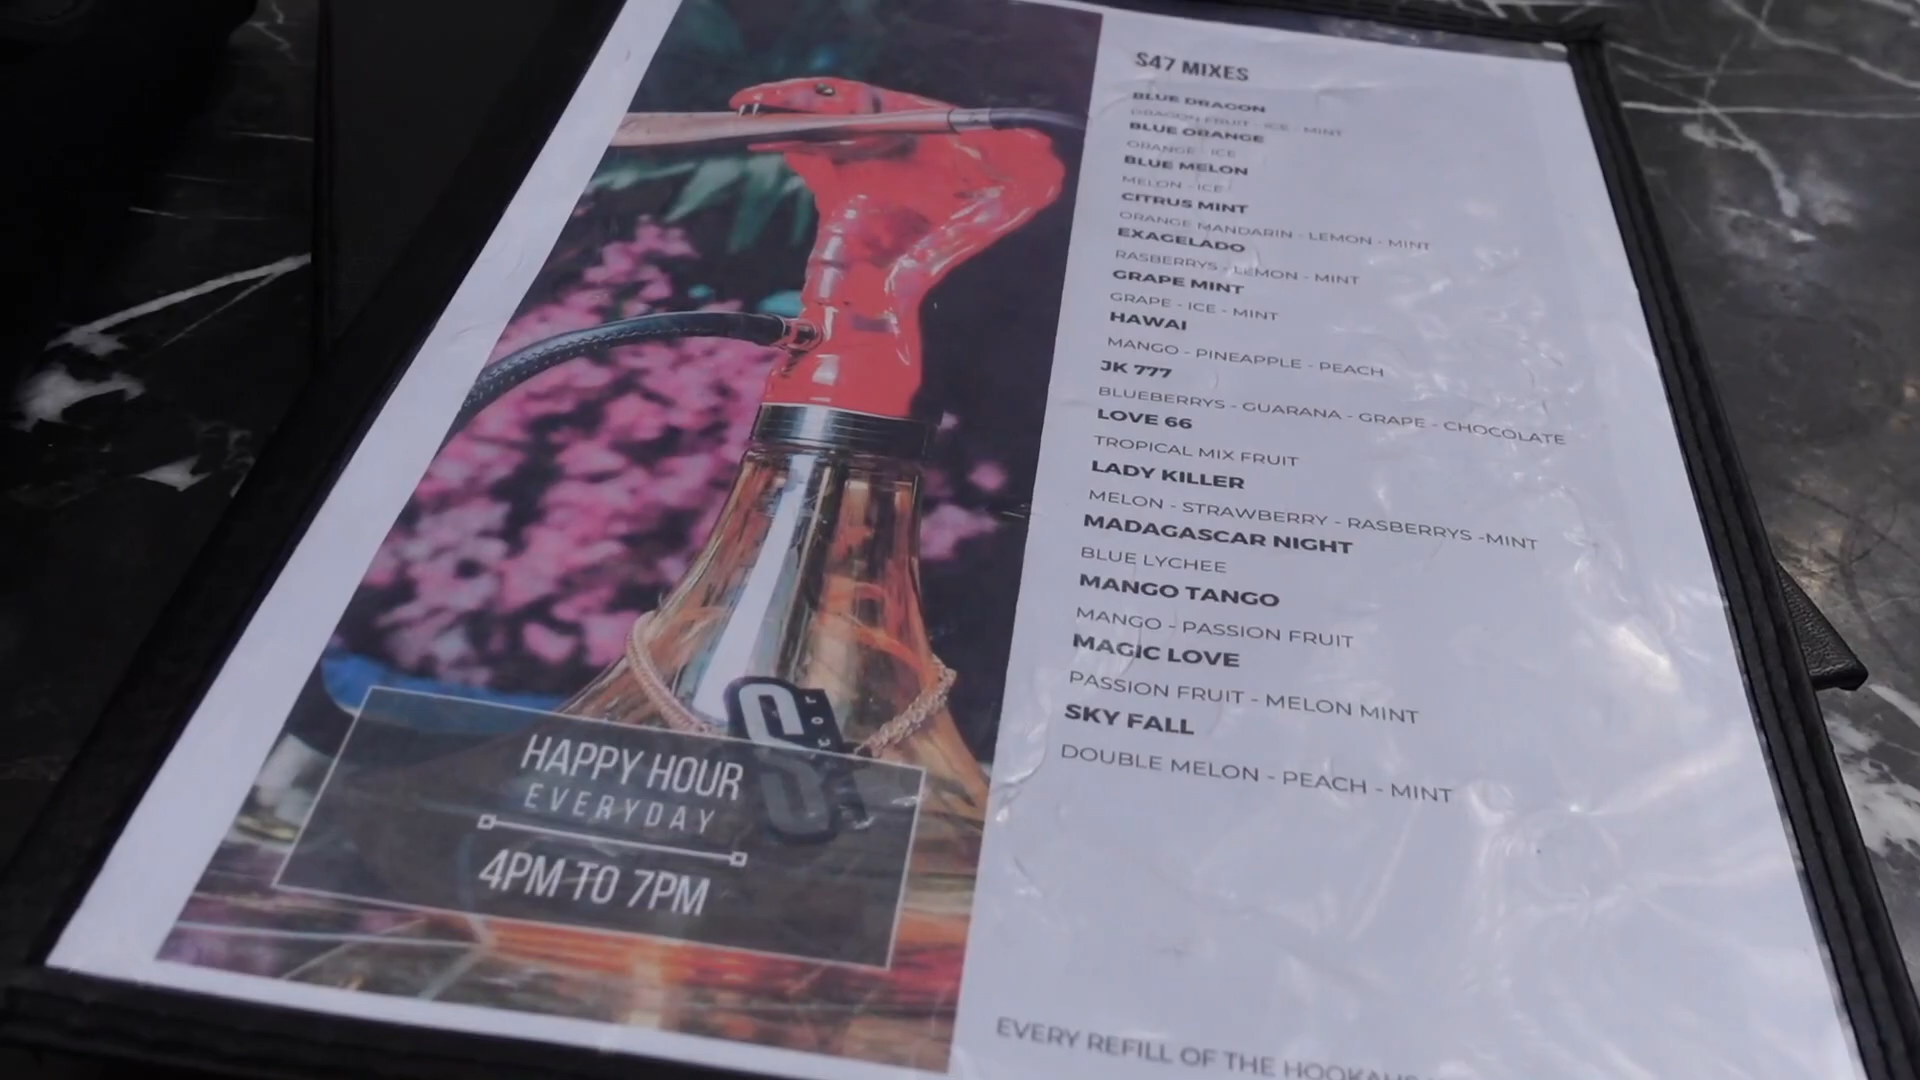 S47 MIXES
BLUE DRAGON
DRAGON FRUIT - ICE - MINT
BLUE ORANGE
ORANGE - ICE
BLUE MELON
MELON - ICE
CITRUS MINT
ORANGE MANDARIN - LEMON - MINT
EXAGELADO
RASBERRYS - LEMON - MINT
GRAPE MINT
GRAPE - ICE - MINT
HAWAI
MANGO - PINEAPPLE - PEACH
JK 777
BLUEBERRYS - GUARANA - GRAPE - CHOCOLATE
LOVE 66
TROPICAL MIX FRUIT
LADY KILLER
MELON - STRAWBERRY - RASBERRYS -MINT
MADAGASCAR NIGHT
BLUE LYCHEE
MANGO TANGO
MANGO - PASSION FRUIT
MAGIC LOVE
PASSION FRUIT - MELON MINT
SKY FALL
DOUBLE MELON - PEACH - MINT
EVERY REFILL OF THE
HAPPY HOUR
EVERYDAY
4PM TO 7PM